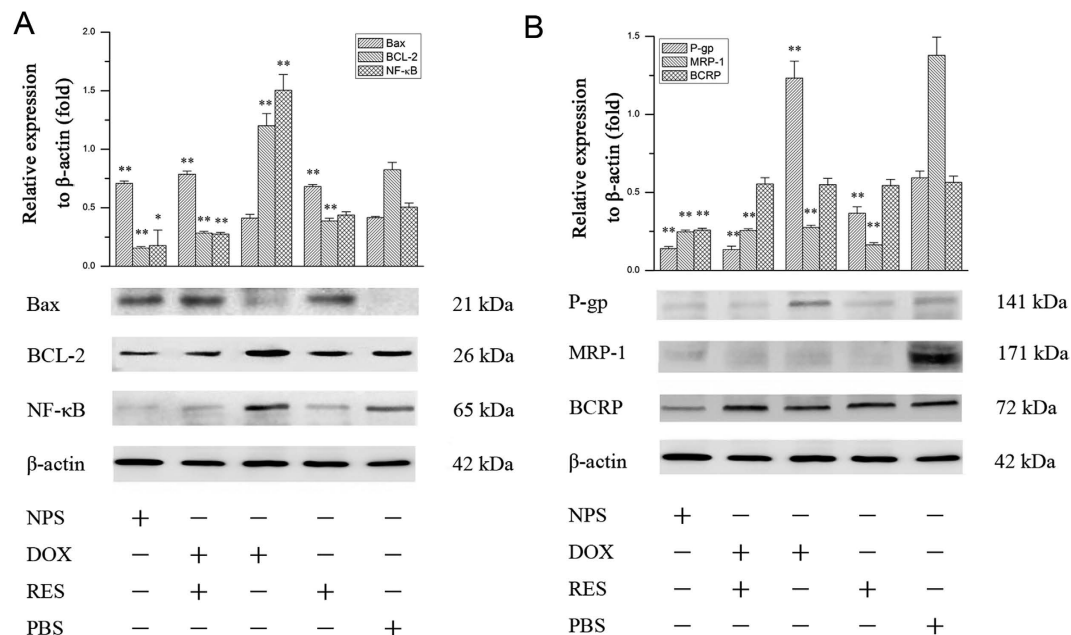 A
Relative expression
to β-actin (fold)
2.0
1.5
1.0
0.5
0.0
Bax
BCL-2
NF-κB
** ** * ** ** ** ** ** ** **
Bax 21 kDa
BCL-2 26 kDa
NF-κB 65 kDa
β-actin 42 kDa
NPS + − − − −
DOX − + + − −
RES − + − + −
PBS − − − − +
B
Relative expression
to β-actin (fold)
1.5
1.0
0.5
0.0
P-gp
MRP-1
BCRP
** ** ** ** ** ** ** ** **
P-gp 141 kDa
MRP-1 171 kDa
BCRP 72 kDa
β-actin 42 kDa
NPS + − − − −
DOX − + + − −
RES − + − + −
PBS − − − − +